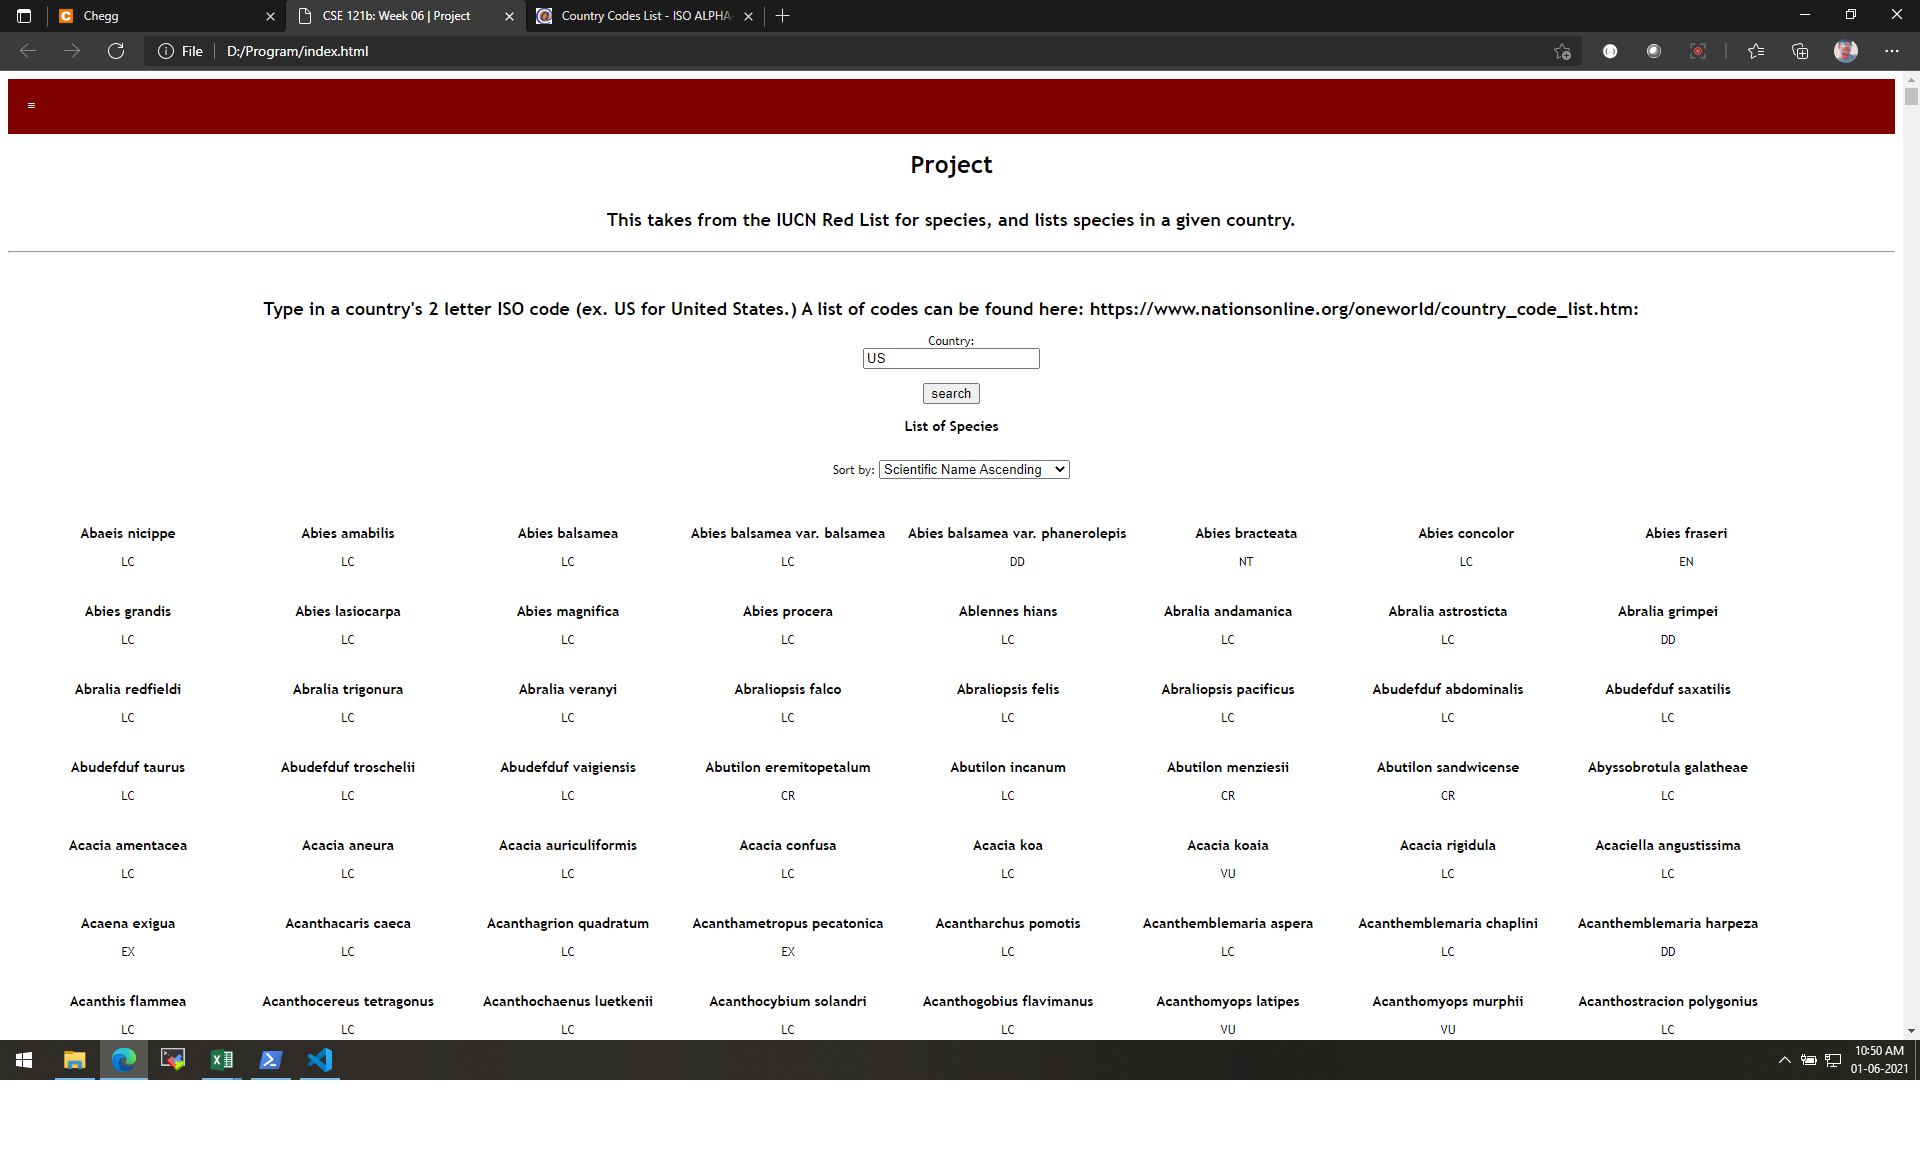 Chegg
CSE 121b: Week 06 | Project
Country Codes List - ISO ALPHA-
File
D:/Program/index.html
≡
Project
This takes from the IUCN Red List for species, and lists species in a given country.
Type in a country's 2 letter ISO code (ex. US for United States.) A list of codes can be found here: https://www.nationsonline.org/oneworld/country_code_list.htm:
Country:
US
search
List of Species
Sort by: Scientific Name Ascending
Abaeis nicippe Abies amabilis Abies balsamea Abies balsamea var. balsamea Abies balsamea var. phanerolepis Abies bracteata Abies concolor Abies fraseri
LC LC LC LC DD NT LC EN
Abies grandis Abies lasiocarpa Abies magnifica Abies procera Ablennes hians Abralia andamanica Abralia astrosticta Abralia grimpei
LC LC LC LC LC LC LC DD
Abralia redfieldi Abralia trigonura Abralia veranyi Abraliopsis falco Abraliopsis felis Abraliopsis pacificus Abudefduf abdominalis Abudefduf saxatilis
LC LC LC LC LC LC LC LC
Abudefduf taurus Abudefduf troschelii Abudefduf vaigiensis Abutilon eremitopetalum Abutilon incanum Abutilon menziesii Abutilon sandwicense Abyssobrotula galatheae
LC LC LC CR LC CR CR LC
Acacia amentacea Acacia aneura Acacia auriculiformis Acacia confusa Acacia koa Acacia koaia Acacia rigidula Acaciella angustissima
LC LC LC LC LC VU LC LC
Acaena exigua Acanthacaris caeca Acanthagrion quadratum Acanthametropus pecatonica Acantharchus pomotis Acanthemblemaria aspera Acanthemblemaria chaplini Acanthemblemaria harpeza
EX LC LC EX LC LC LC DD
Acanthis flammea Acanthocereus tetragonus Acanthochaenus luetkenii Acanthocybium solandri Acanthogobius flavimanus Acanthomyops latipes Acanthomyops murphii Acanthostracion polygonius
LC LC LC LC LC VU VU LC
10:50 AM
01-06-2021